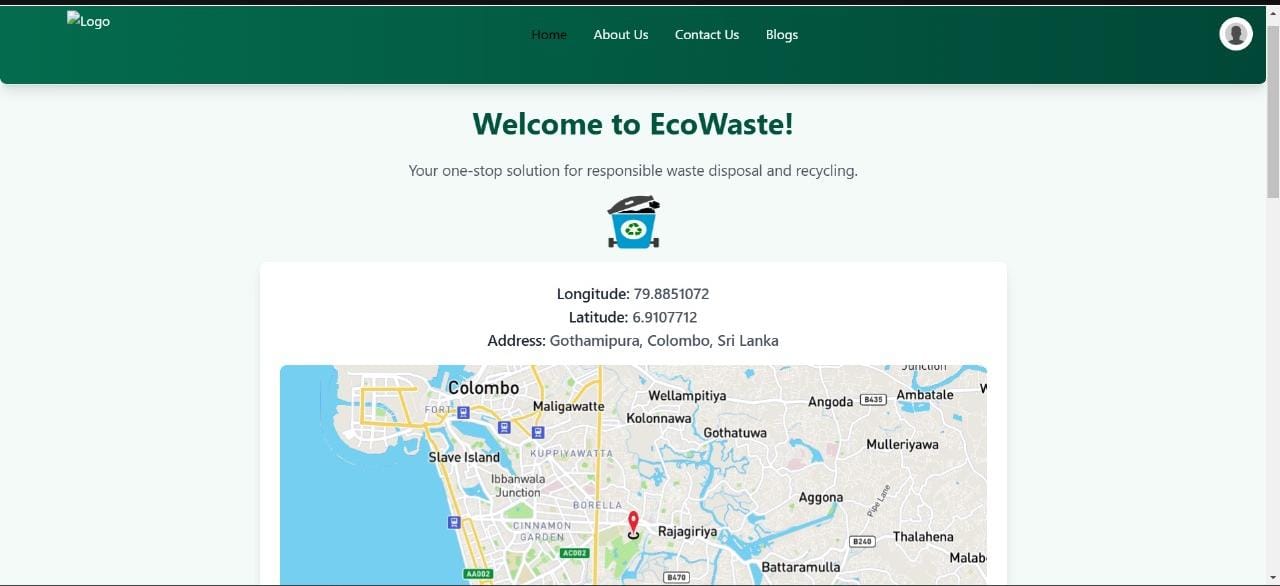 Logo
Home About Us Contact Us Blogs
Welcome to EcoWaste!
Your one-stop solution for responsible waste disposal and recycling.
Longitude: 79.8851072
Latitude: 6.9107712
Address: Gothamipura, Colombo, Sri Lanka
Junction
Colombo
Wellampitiya
Ambatale
Angoda
B435
FORT
Maligawatte
Kolonnawa
Gothatuwa
Mulleriyawa
Slave Island
KUPPIYAWATTA
Ibbanwala
Junction
Aggona
Pipe Lane
BORELLA
CINNAMON
GARDEN
Rajagiriya
Thalahena
B240
AC002
Malab
Battaramulla
AA002
B470